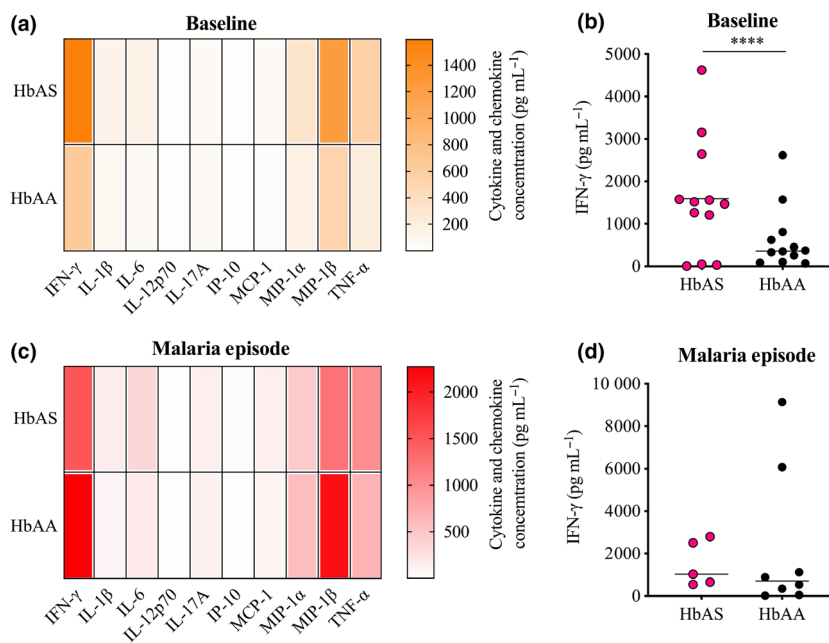 (a)
Baseline
HbAS
HbAA
IFN-γ
IL-1β
IL-6
IL-12p70
IL-17A
IP-10
MCP-1
MIP-1α
MIP-1β
TNF-α
1400
1200
1000
800
600
400
200
Cytokine and chemokine
concemtration (pg mL⁻¹)
(b)
Baseline
****
5000
4000
3000
2000
1000
0
IFN-γ (pg mL⁻¹)
HbAS
HbAA
(c)
Malaria episode
HbAS
HbAA
IFN-γ
IL-1β
IL-6
IL-12p70
IL-17A
IP-10
MCP-1
MIP-1α
MIP-1β
TNF-α
2000
1500
1000
500
Cytokine and chemokine
concemtration (pg mL⁻¹)
(d)
Malaria episode
10 000
8000
6000
4000
2000
0
IFN-γ (pg mL⁻¹)
HbAS
HbAA